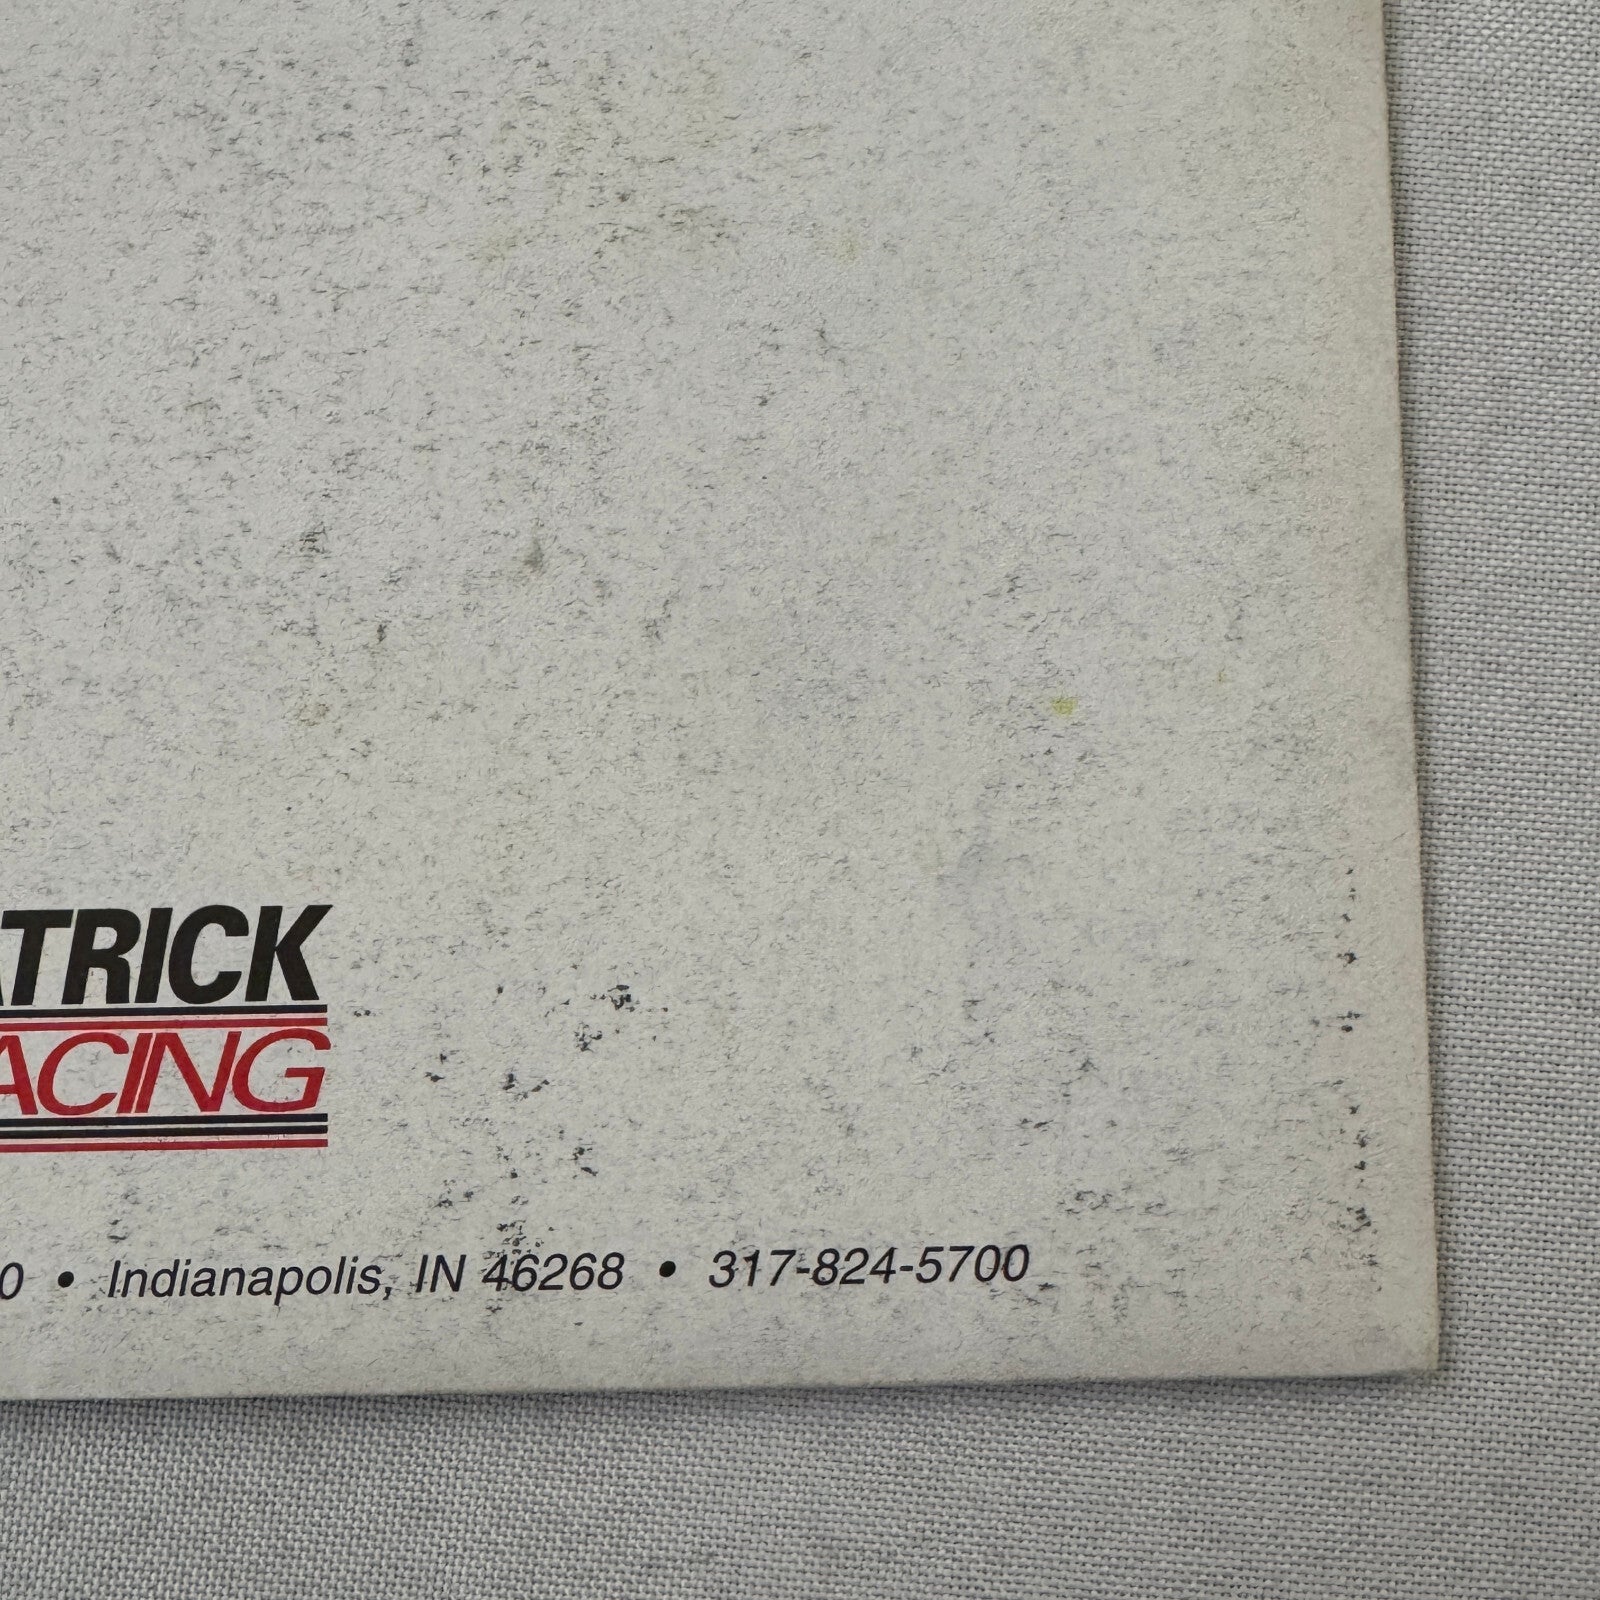 ATRICK
ACING
0 • Indianapolis, IN 46268 • 317-824-5700